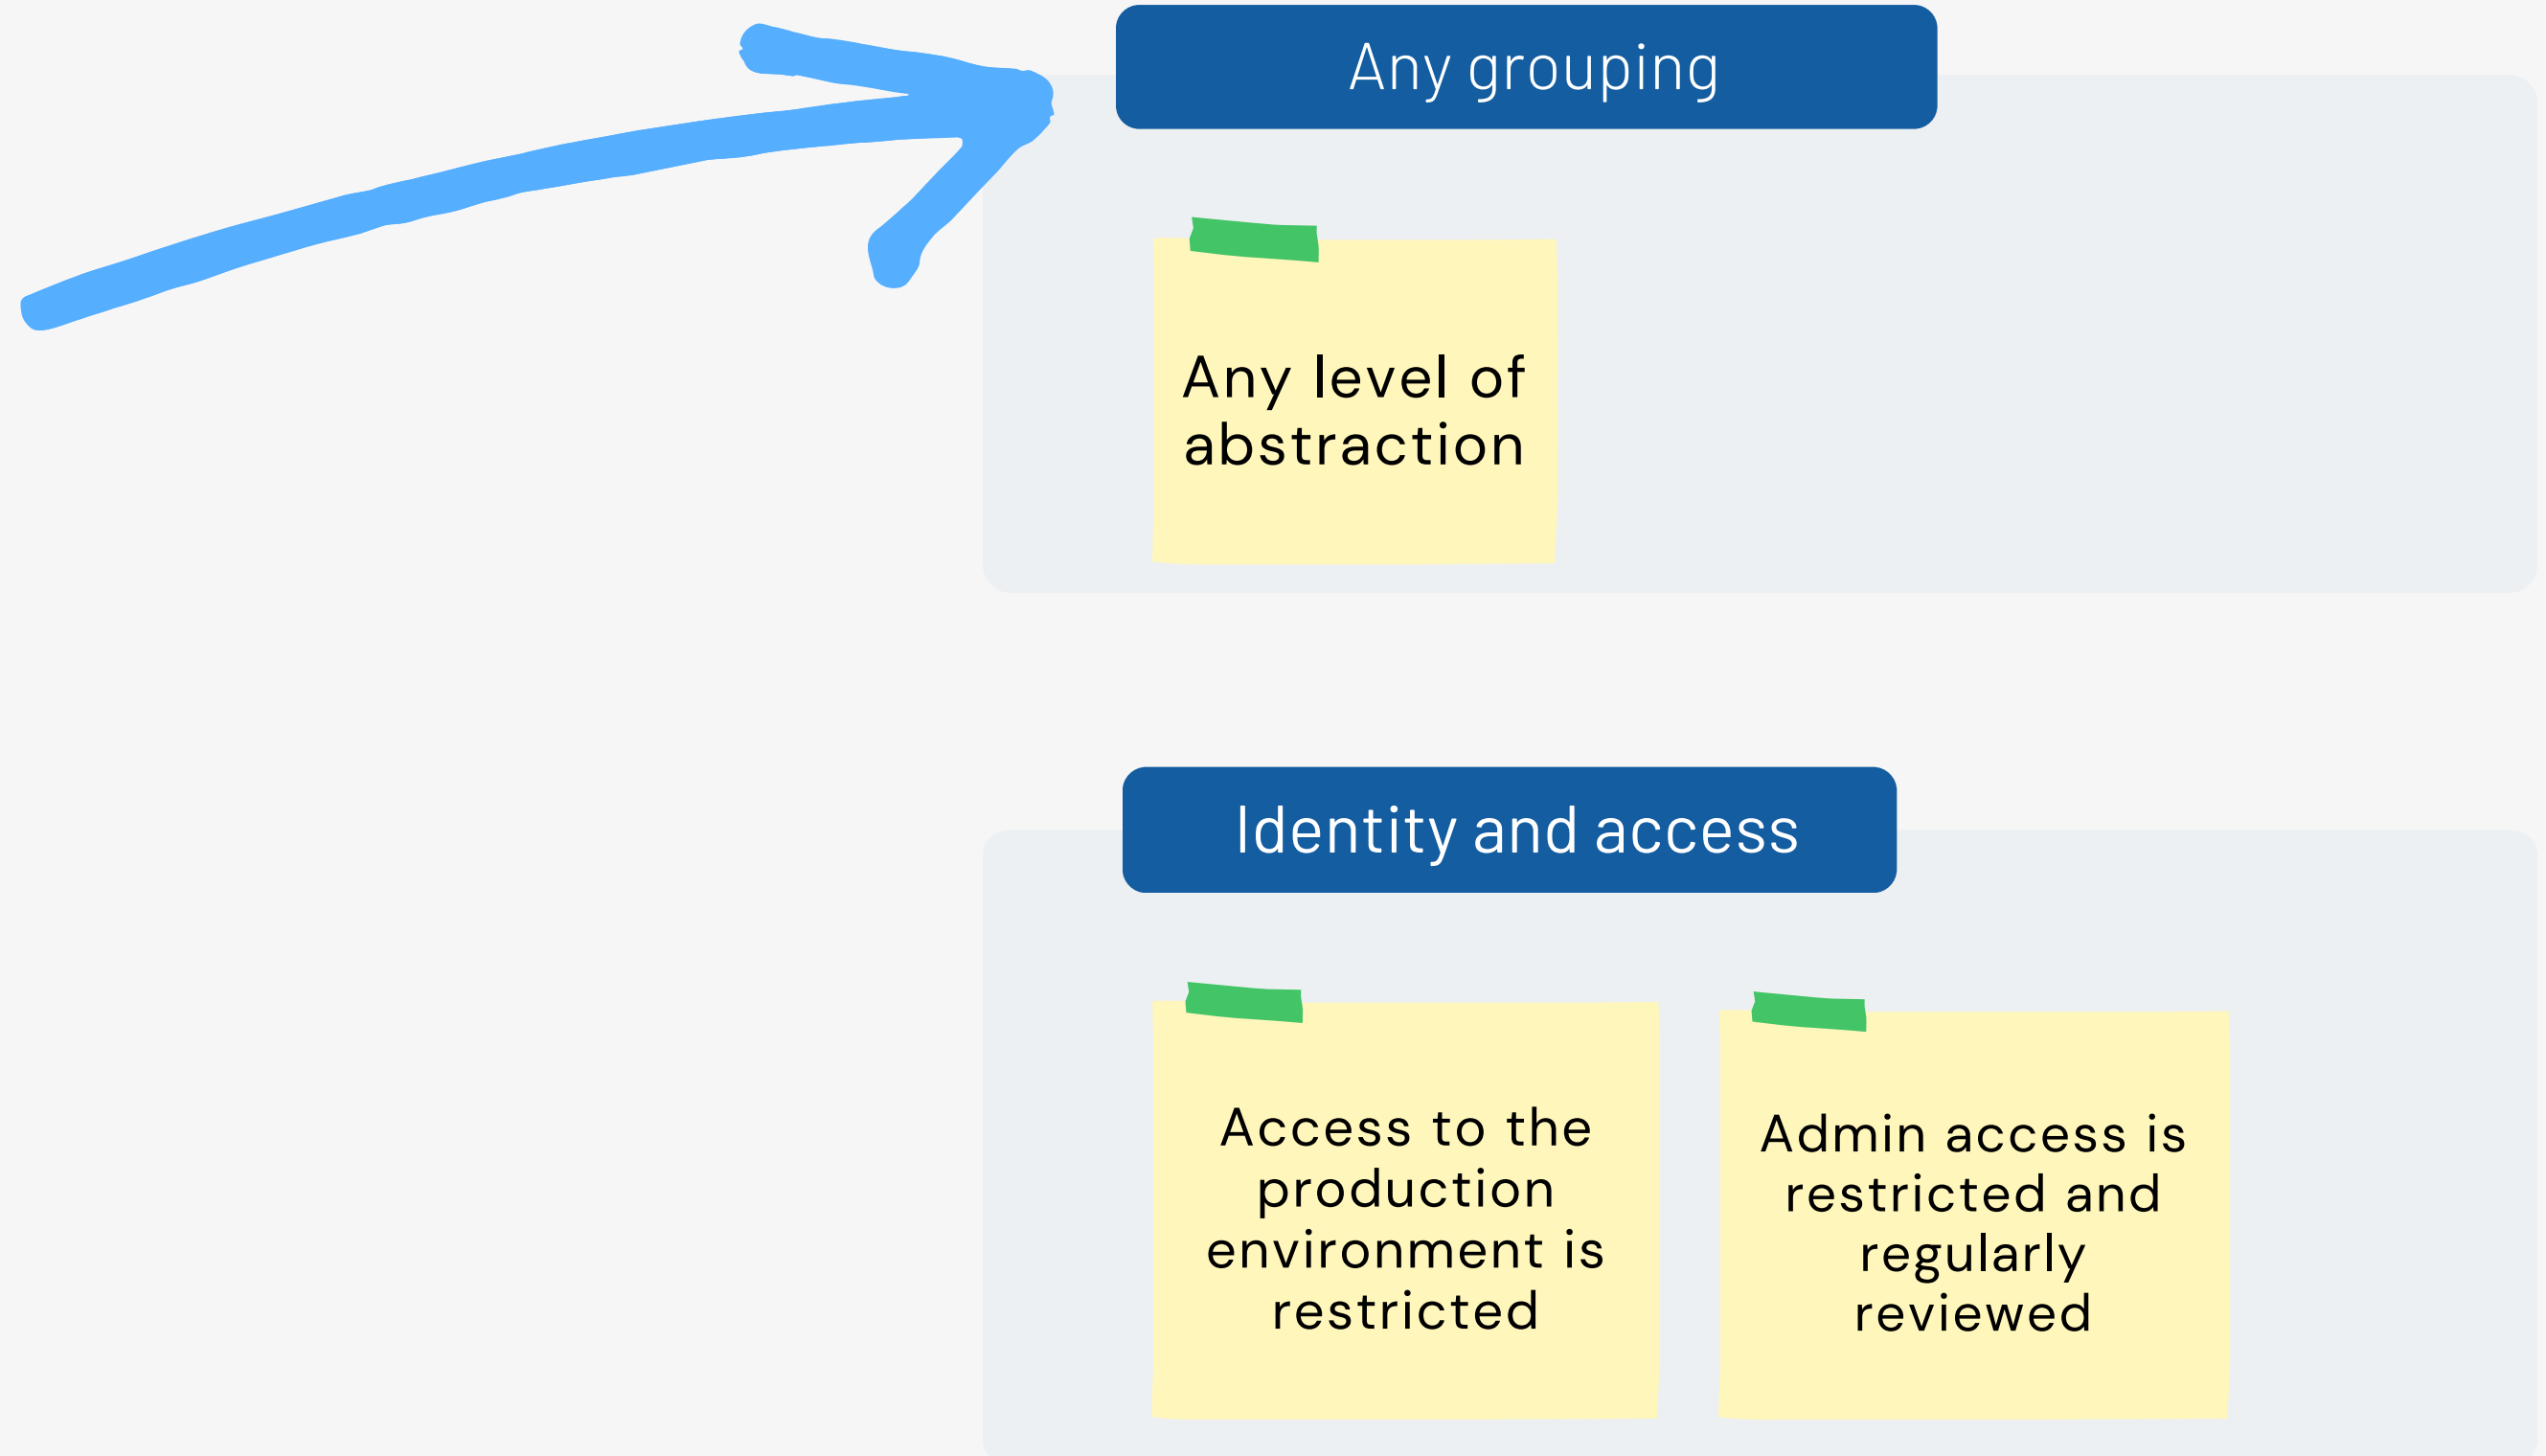 Any grouping
Any level of
abstraction
Identity and access
Access to the
production
environment is
restricted
Admin access is
restricted and
regularly
reviewed